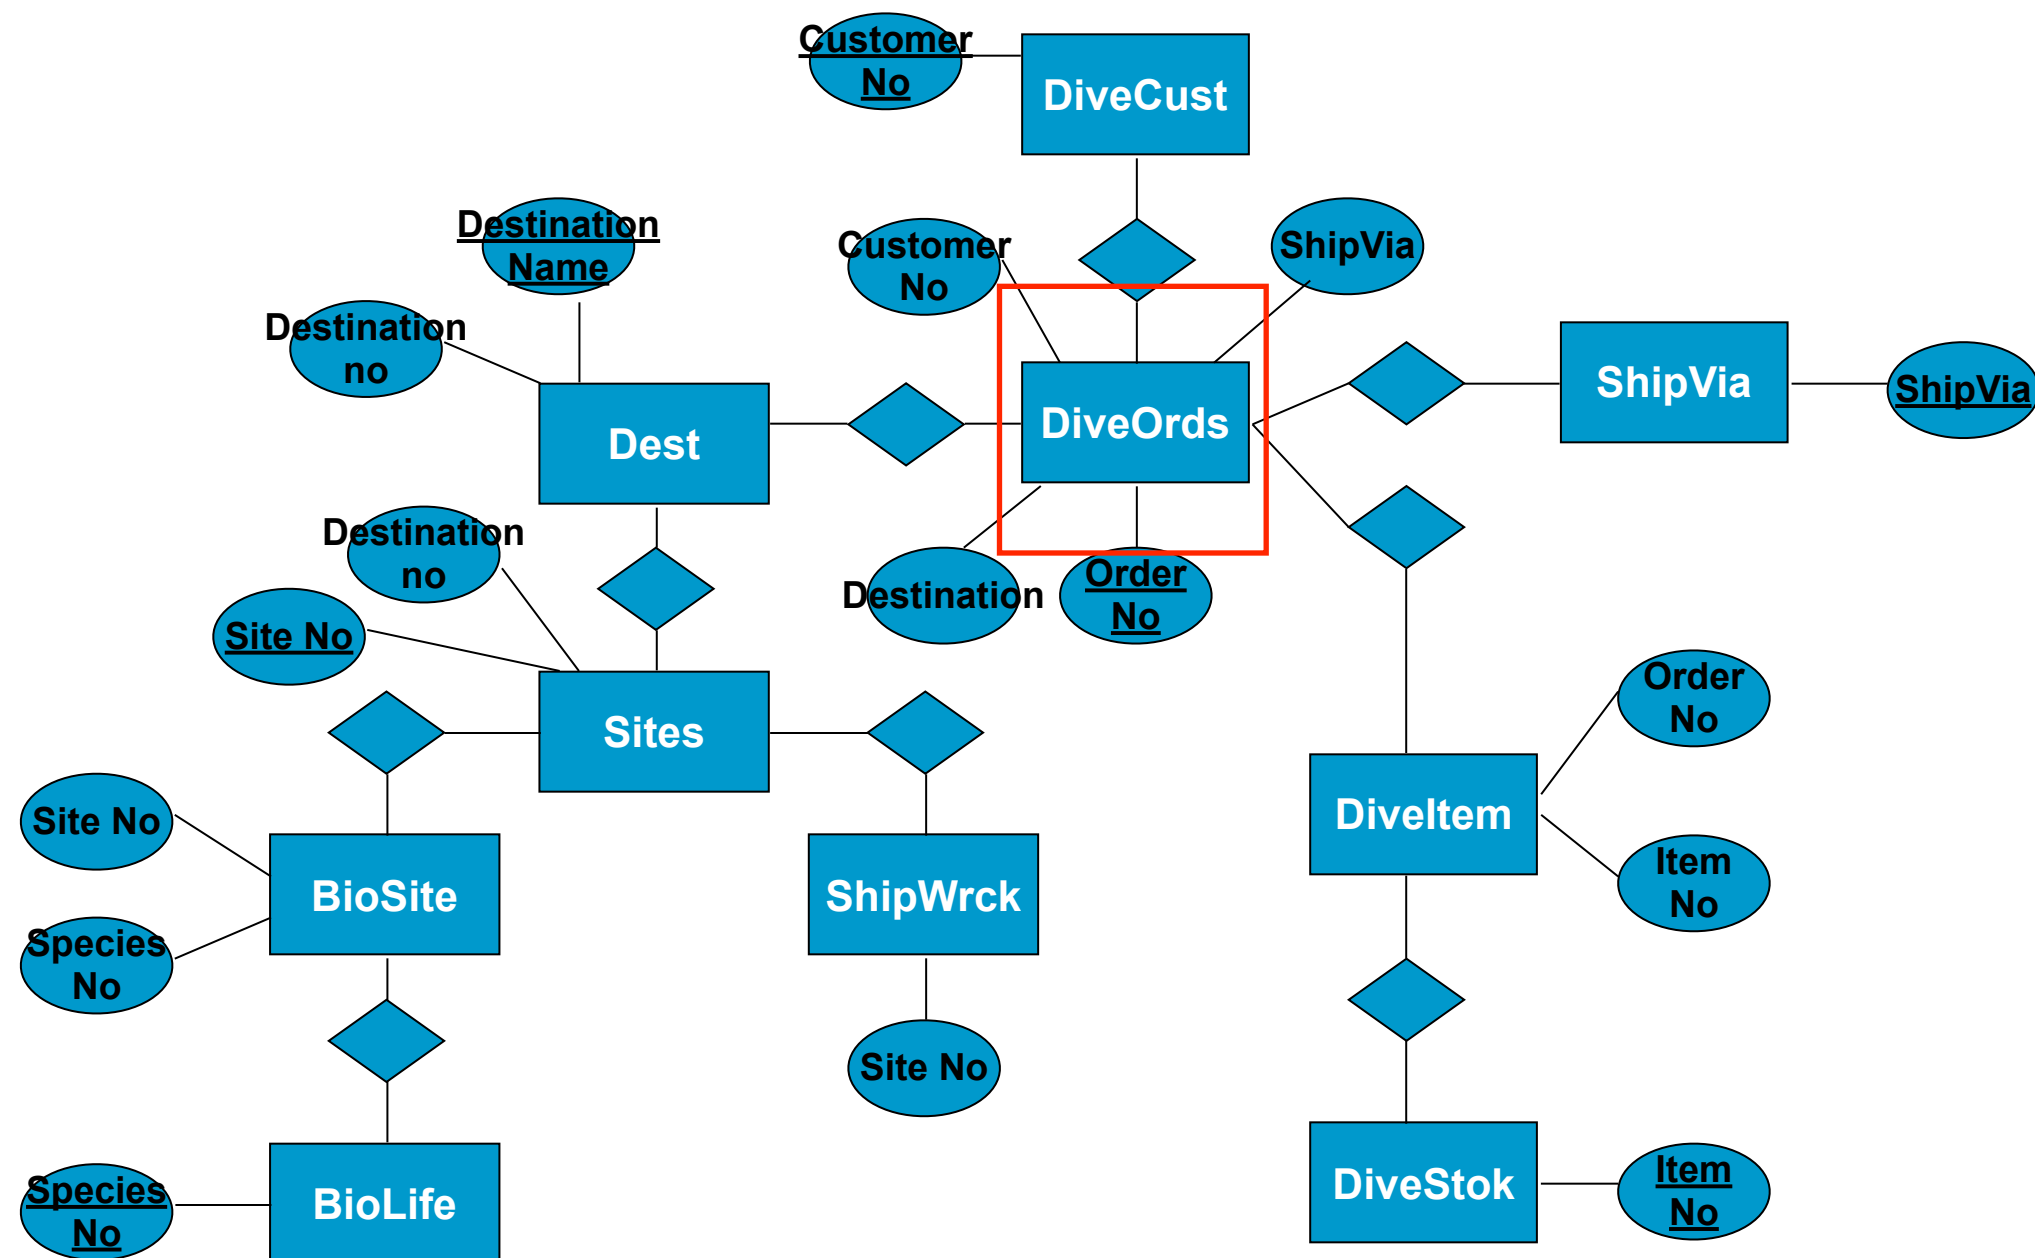 Customer
No
DiveCust
Destination
Name
Customer
No
ShipVia
Destination
no
Dest
DiveOrds
ShipVia
ShipVia
Destination
no
Destination
Order
No
Site No
Sites
Order
No
Site No
DiveItem
BioSite
ShipWrck
Item
No
Species
No
Site No
Species
No
BioLife
DiveStok
Item
No